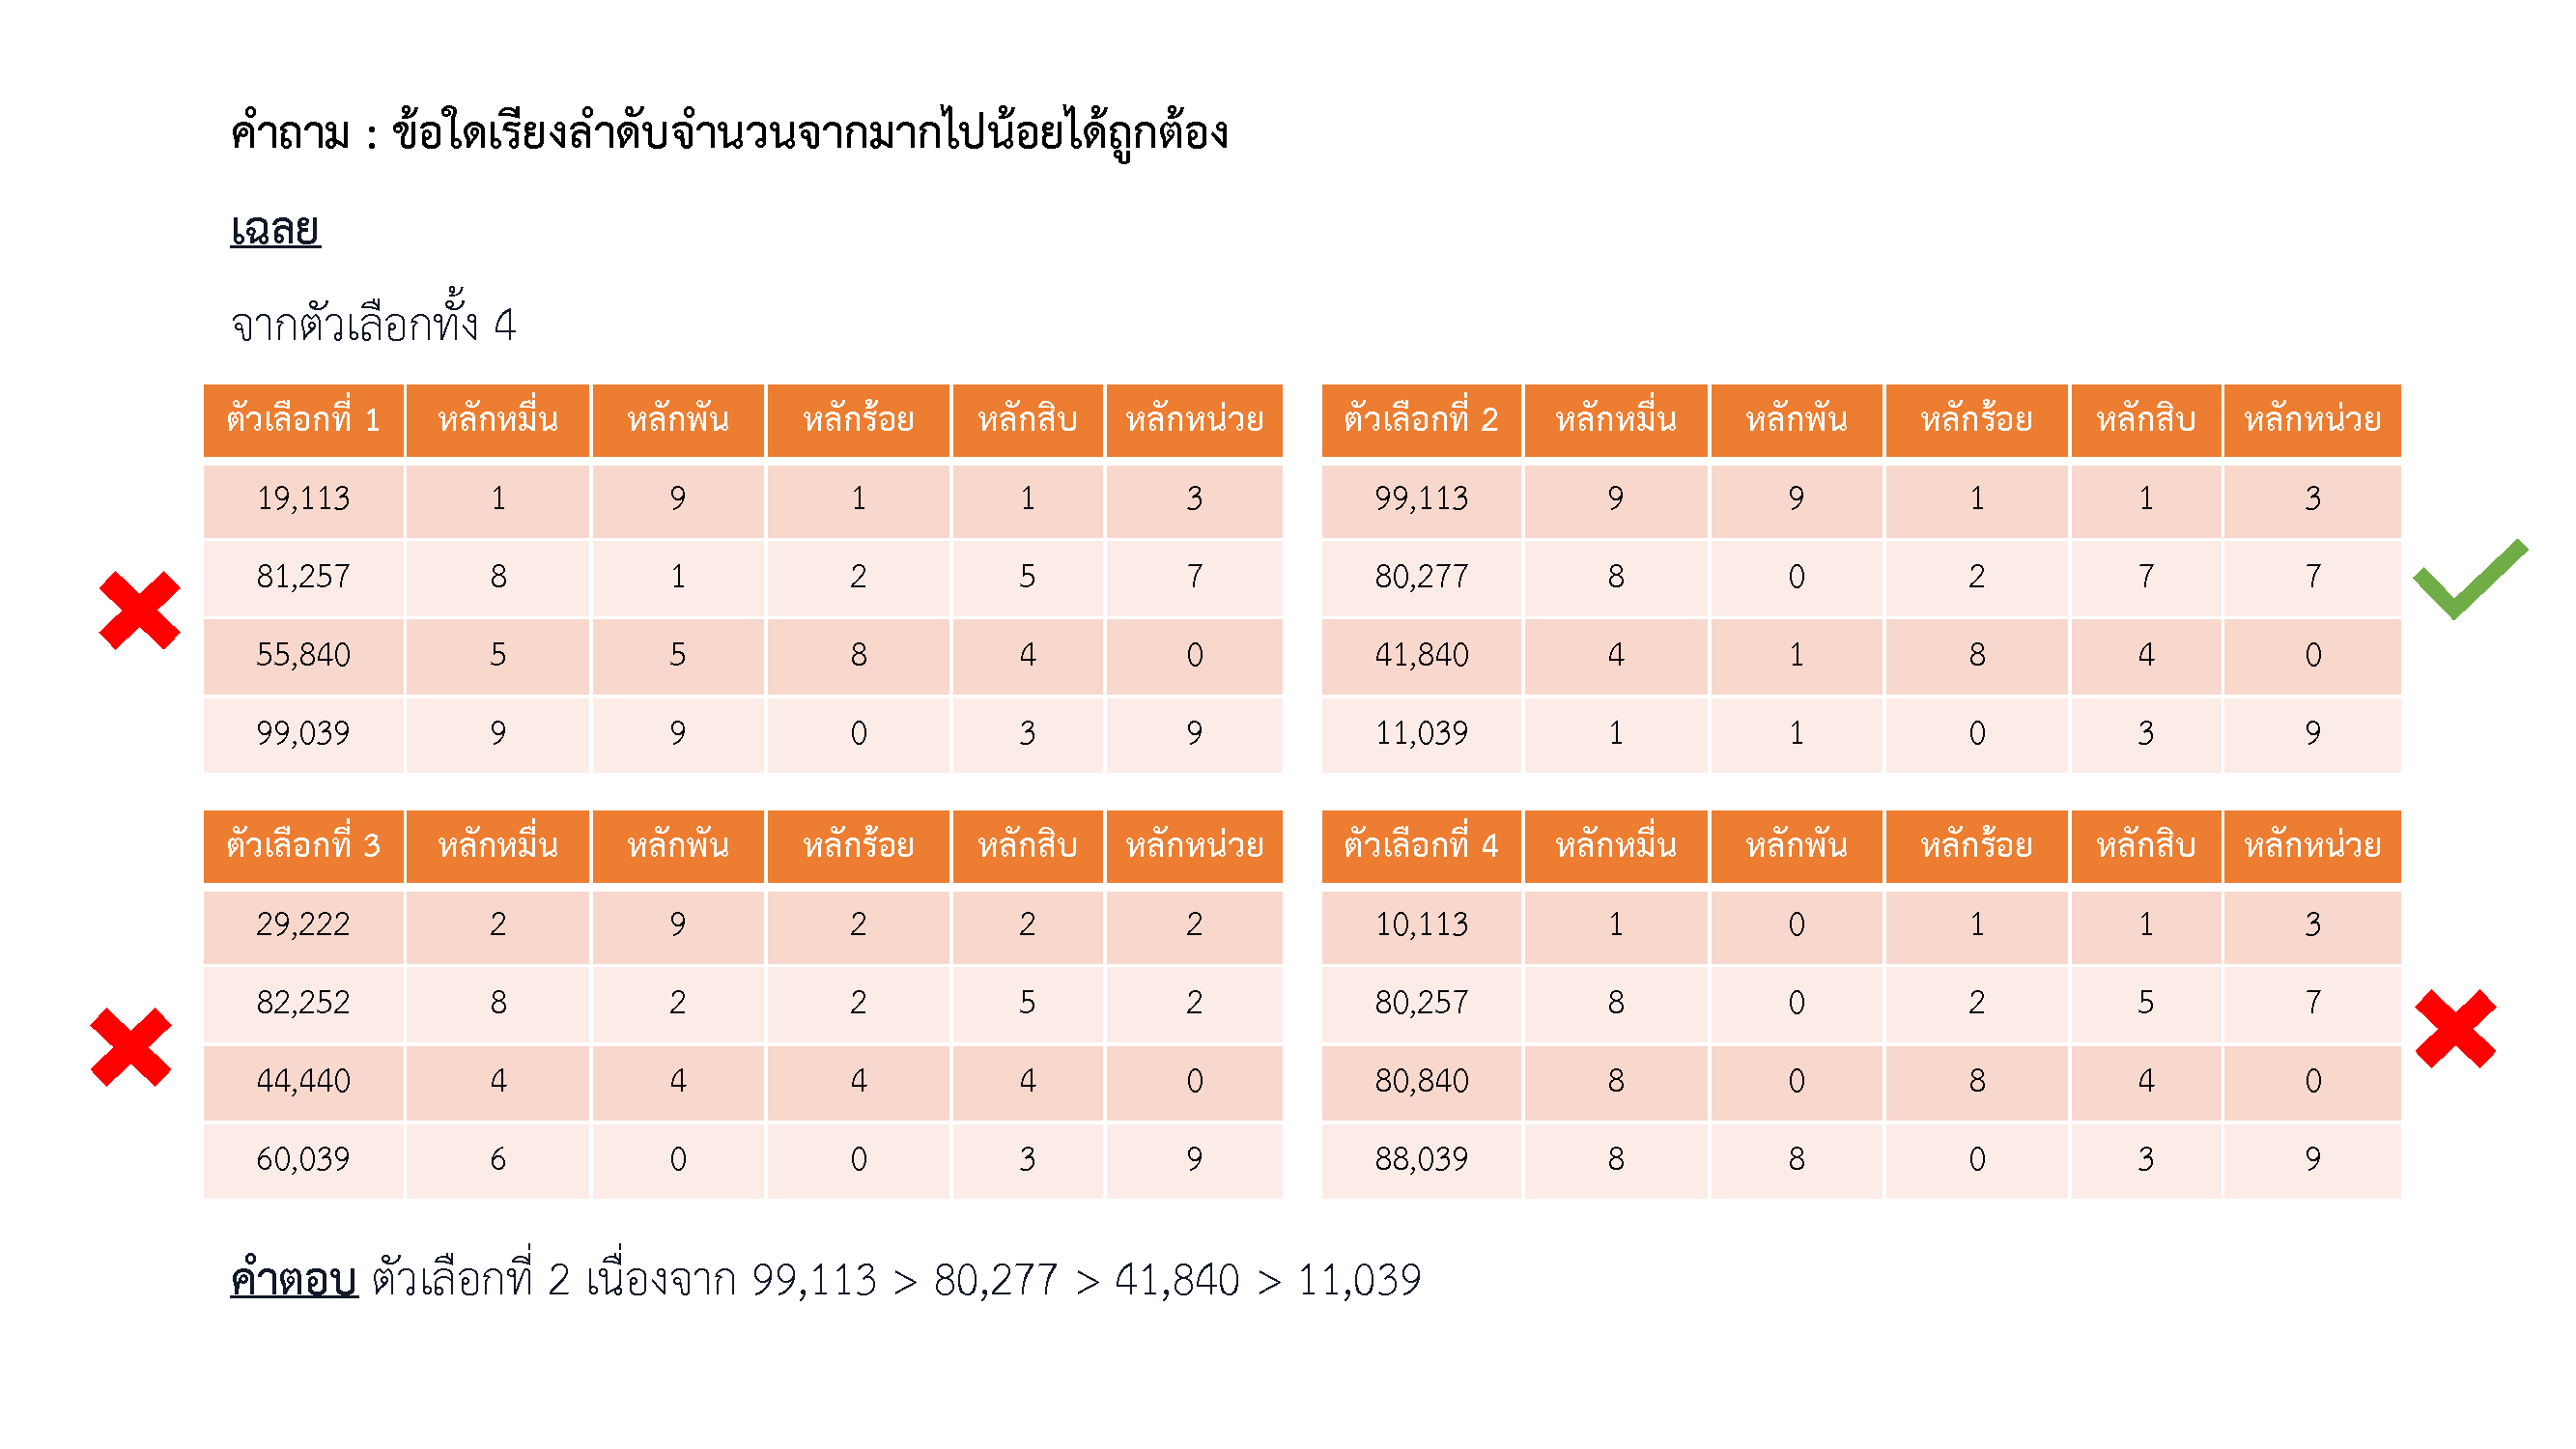 คำถาม : ข้อใดเรียงลำดับจำนวนจากมากไปน้อยได้ถูกต้อง
เฉลย
จากตัวเลือกทั้ง 4
ตัวเลือกที่ 1 หลักหมื่น หลักพัน หลักร้อย หลักสิบ หลักหน่วย
19,113 1 9 1 1 3
81,257 8 1 2 5 7
55,840 5 5 8 4 0
99,039 9 9 0 3 9
ตัวเลือกที่ 2 หลักหมื่น หลักพัน หลักร้อย หลักสิบ หลักหน่วย
99,113 9 9 1 1 3
80,277 8 0 2 7 7
41,840 4 1 8 4 0
11,039 1 1 0 3 9
ตัวเลือกที่ 3 หลักหมื่น หลักพัน หลักร้อย หลักสิบ หลักหน่วย
29,222 2 9 2 2 2
82,252 8 2 2 5 2
44,440 4 4 4 4 0
60,039 6 0 0 3 9
ตัวเลือกที่ 4 หลักหมื่น หลักพัน หลักร้อย หลักสิบ หลักหน่วย
10,113 1 0 1 1 3
80,257 8 0 2 5 7
80,840 8 0 8 4 0
88,039 8 8 0 3 9
คำตอบ ตัวเลือกที่ 2 เนื่องจาก 99,113 > 80,277 > 41,840 > 11,039